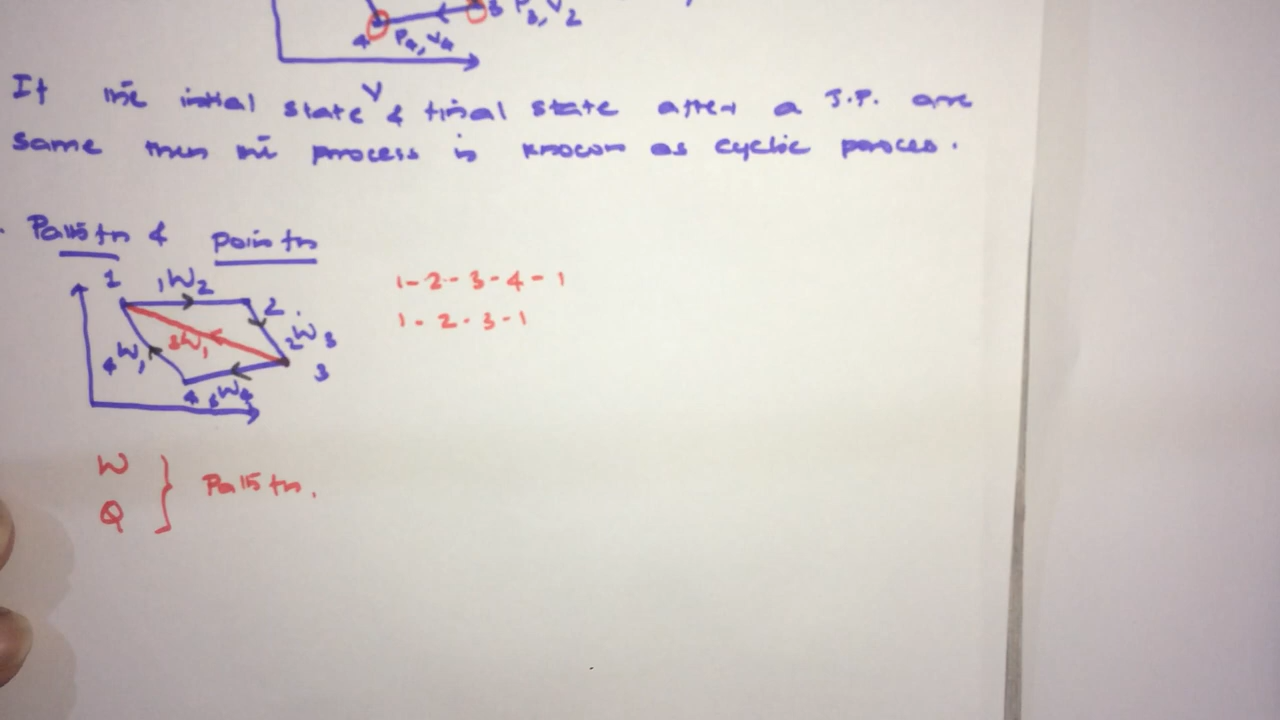 3 P3, V2
4 P4, V4
V
If the initial state & final state after a J.P. are
same then the process is known as cyclic process.
Path fn & point fn
1 1W2
2
2W3
3W1
4W1
3
4 3W4
1-2-3-4-1
1-2-3-1
W
Q } Path fn.